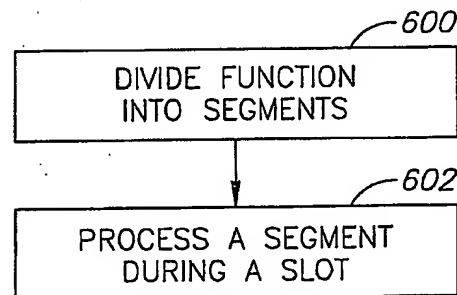 600
DIVIDE FUNCTION
INTO SEGMENTS
602
PROCESS A SEGMENT
DURING A SLOT